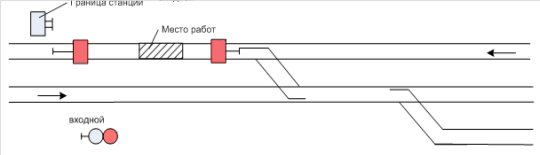 Граница станции
Место работ
входной